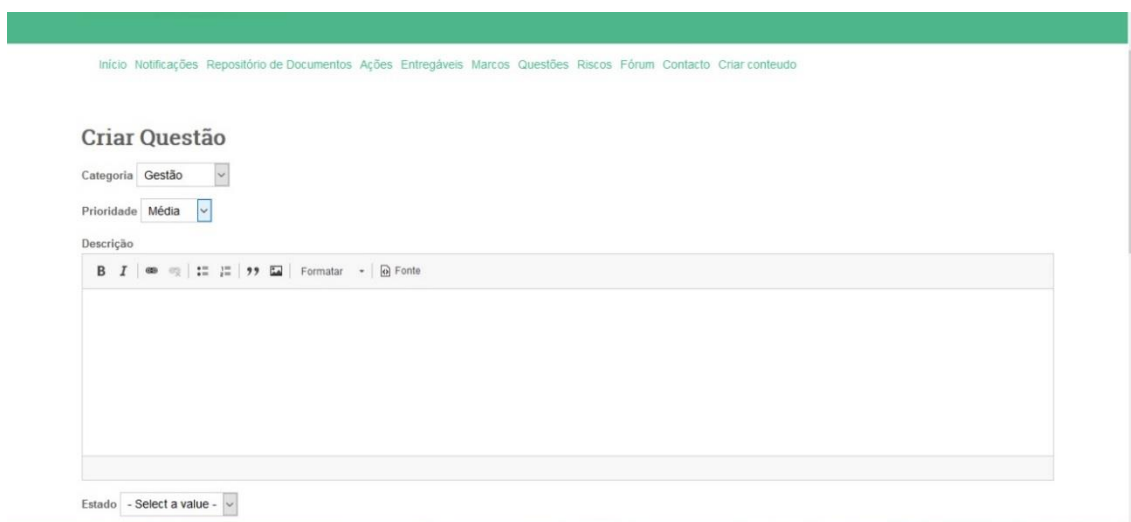 Início Notificações Repositório de Documentos Ações Entregáveis Marcos Questões Riscos Fórum Contacto Criar conteudo
Criar Questão
Categoria Gestão
Prioridade Média
Descrição
B I Formatar Fonte
Estado - Select a value -